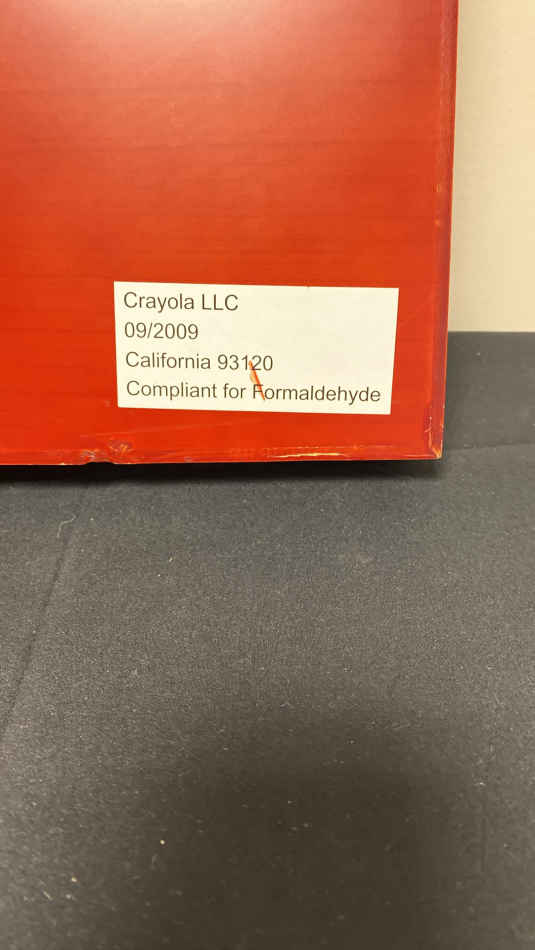 Crayola LLC
09/2009
California 93120
Compliant for Formaldehyde